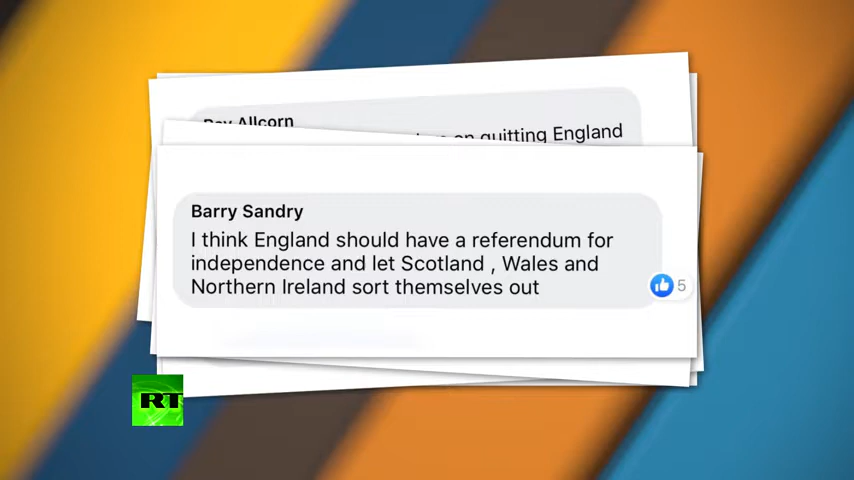 Allcorn
on quitting England
Barry Sandry
I think England should have a referendum for
independence and let Scotland , Wales and
Northern Ireland sort themselves out
5
RT